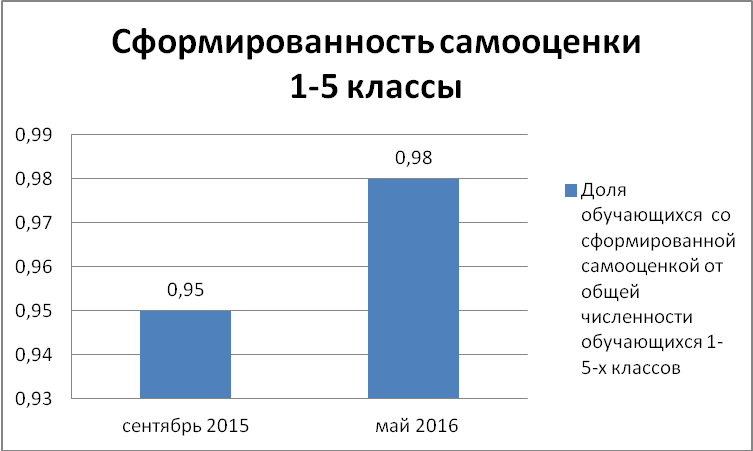 Сформированность самооценки
1-5 классы
0,99
0,98
0,97
0,96
0,95
0,94
0,93
0,95
0,98
сентябрь 2015
май 2016
Доля
обучающихся со
сформированной
самооценкой от
общей
численности
обучающихся 1-
5-х классов